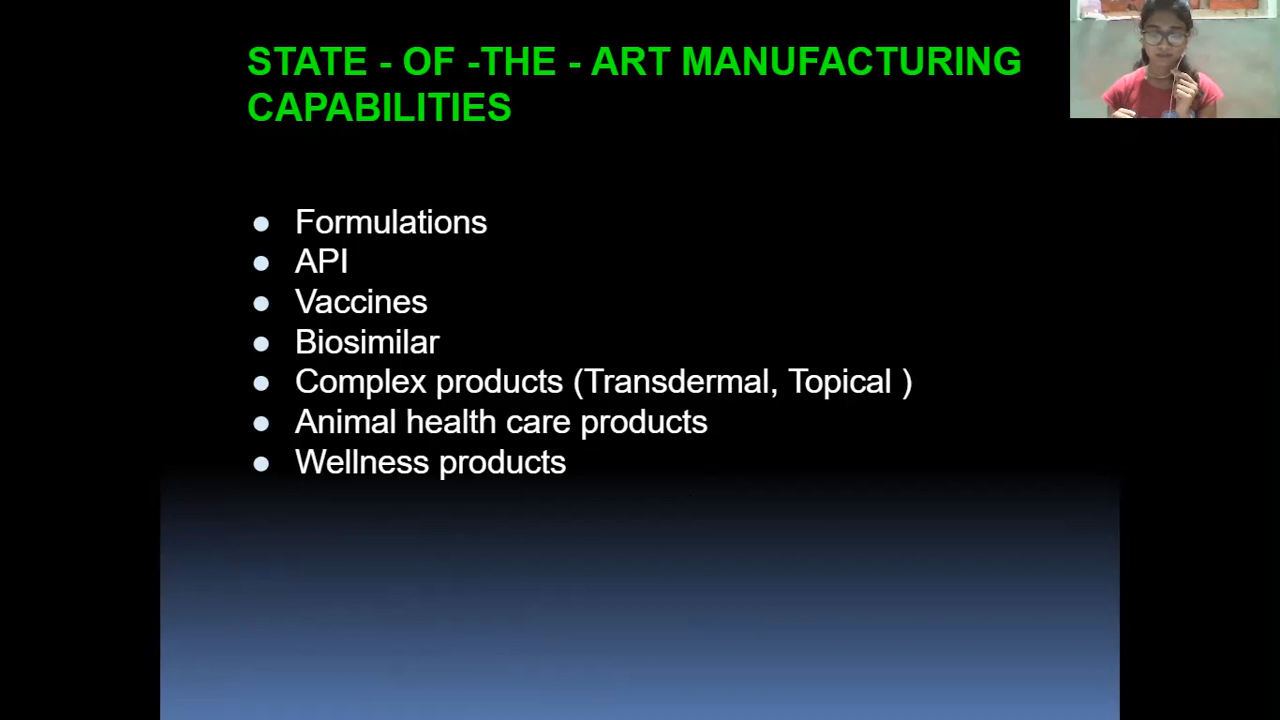 STATE - OF -THE - ART MANUFACTURING
CAPABILITIES
● Formulations
● API
● Vaccines
● Biosimilar
● Complex products (Transdermal, Topical )
● Animal health care products
● Wellness products